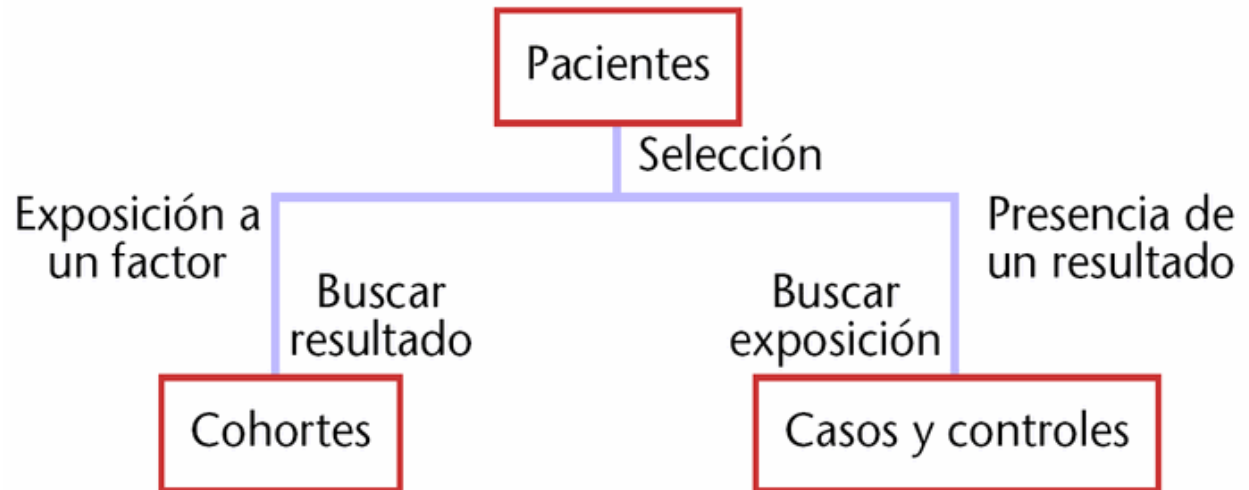 Pacientes
Selección
Exposición a
un factor
Presencia de
un resultado
Buscar
resultado
Buscar
exposición
Cohortes
Casos y controles